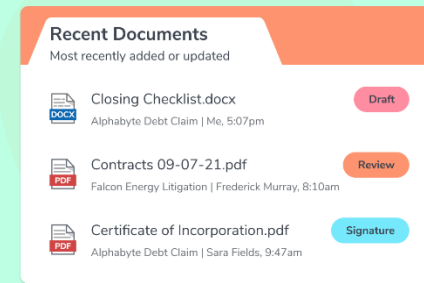 Recent Documents
Most recently added or updated
Closing Checklist.docx
Draft
DOCX
Alphabyte Debt Claim | Me, 5:07pm
Contracts 09-07-21.pdf
Review
PDF
Falcon Energy Litigation | Frederick Murray, 8:10am
Certificate of Incorporation.pdf
Signature
PDF
Alphabyte Debt Claim | Sara Fields, 9:47am